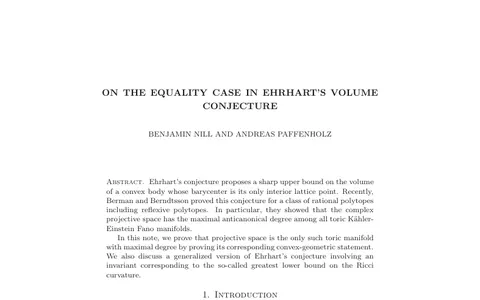 ON THE EQUALITY CASE IN EHRHART'S VOLUME
CONJECTURE
BENJAMIN NILL AND ANDREAS PAFFENHOLZ
Abstract. Ehrhart's conjecture proposes a sharp upper bound on the volume
of a convex body whose barycenter is its only interior lattice point. Recently,
Berman and Berndtsson proved this conjecture for a class of rational polytopes
including reflexive polytopes. In particular, they showed that the complex
projective space has the maximal anticanonical degree among all toric Kähler-
Einstein Fano manifolds.
In this note, we prove that projective space is the only such toric manifold
with maximal degree by proving its corresponding convex-geometric statement.
We also discuss a generalized version of Ehrhart's conjecture involving an
invariant corresponding to the so-called greatest lower bound on the Ricci
curvature.
1. Introduction